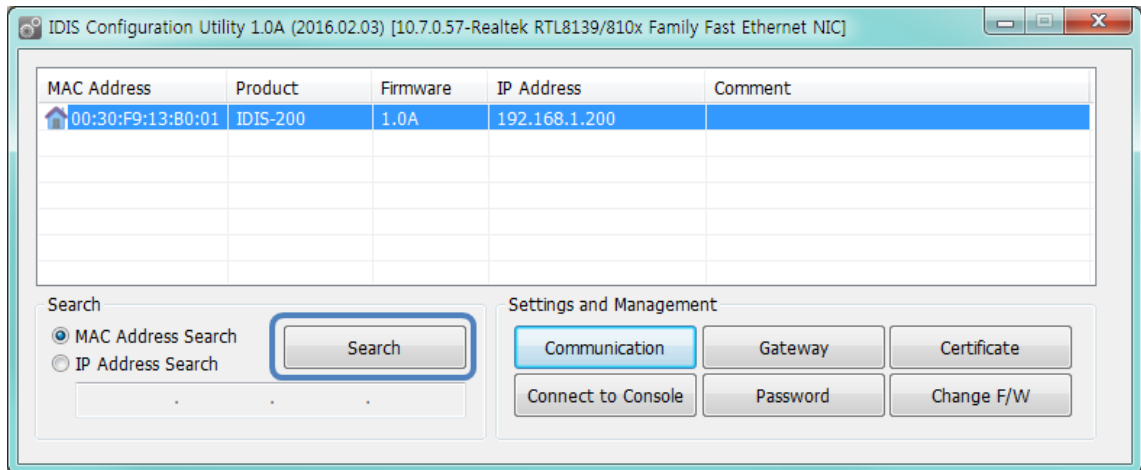 IDIS Configuration Utility 1.0A (2016.02.03) [10.7.0.57-Realtek RTL8139/810x Family Fast Ethernet NIC]
MAC Address Product Firmware IP Address Comment
00:30:F9:13:B0:01 IDIS-200 1.0A 192.168.1.200
Search
MAC Address Search
IP Address Search
Search
. . .
Settings and Management
Communication Gateway Certificate
Connect to Console Password Change F/W